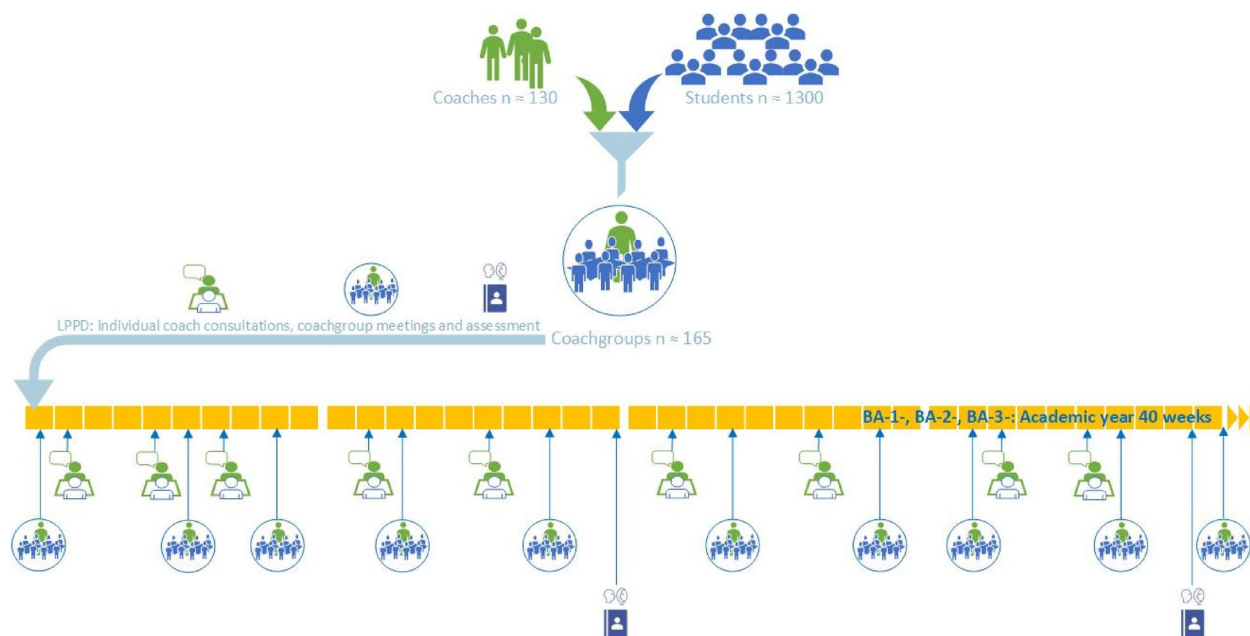 Coaches n ≈ 130
Students n ≈ 1300
LPPD: individual coach consultations, coachgroup meetings and assessment
Coachgroups n ≈ 165
BA-1-, BA-2-, BA-3-: Academic year 40 weeks